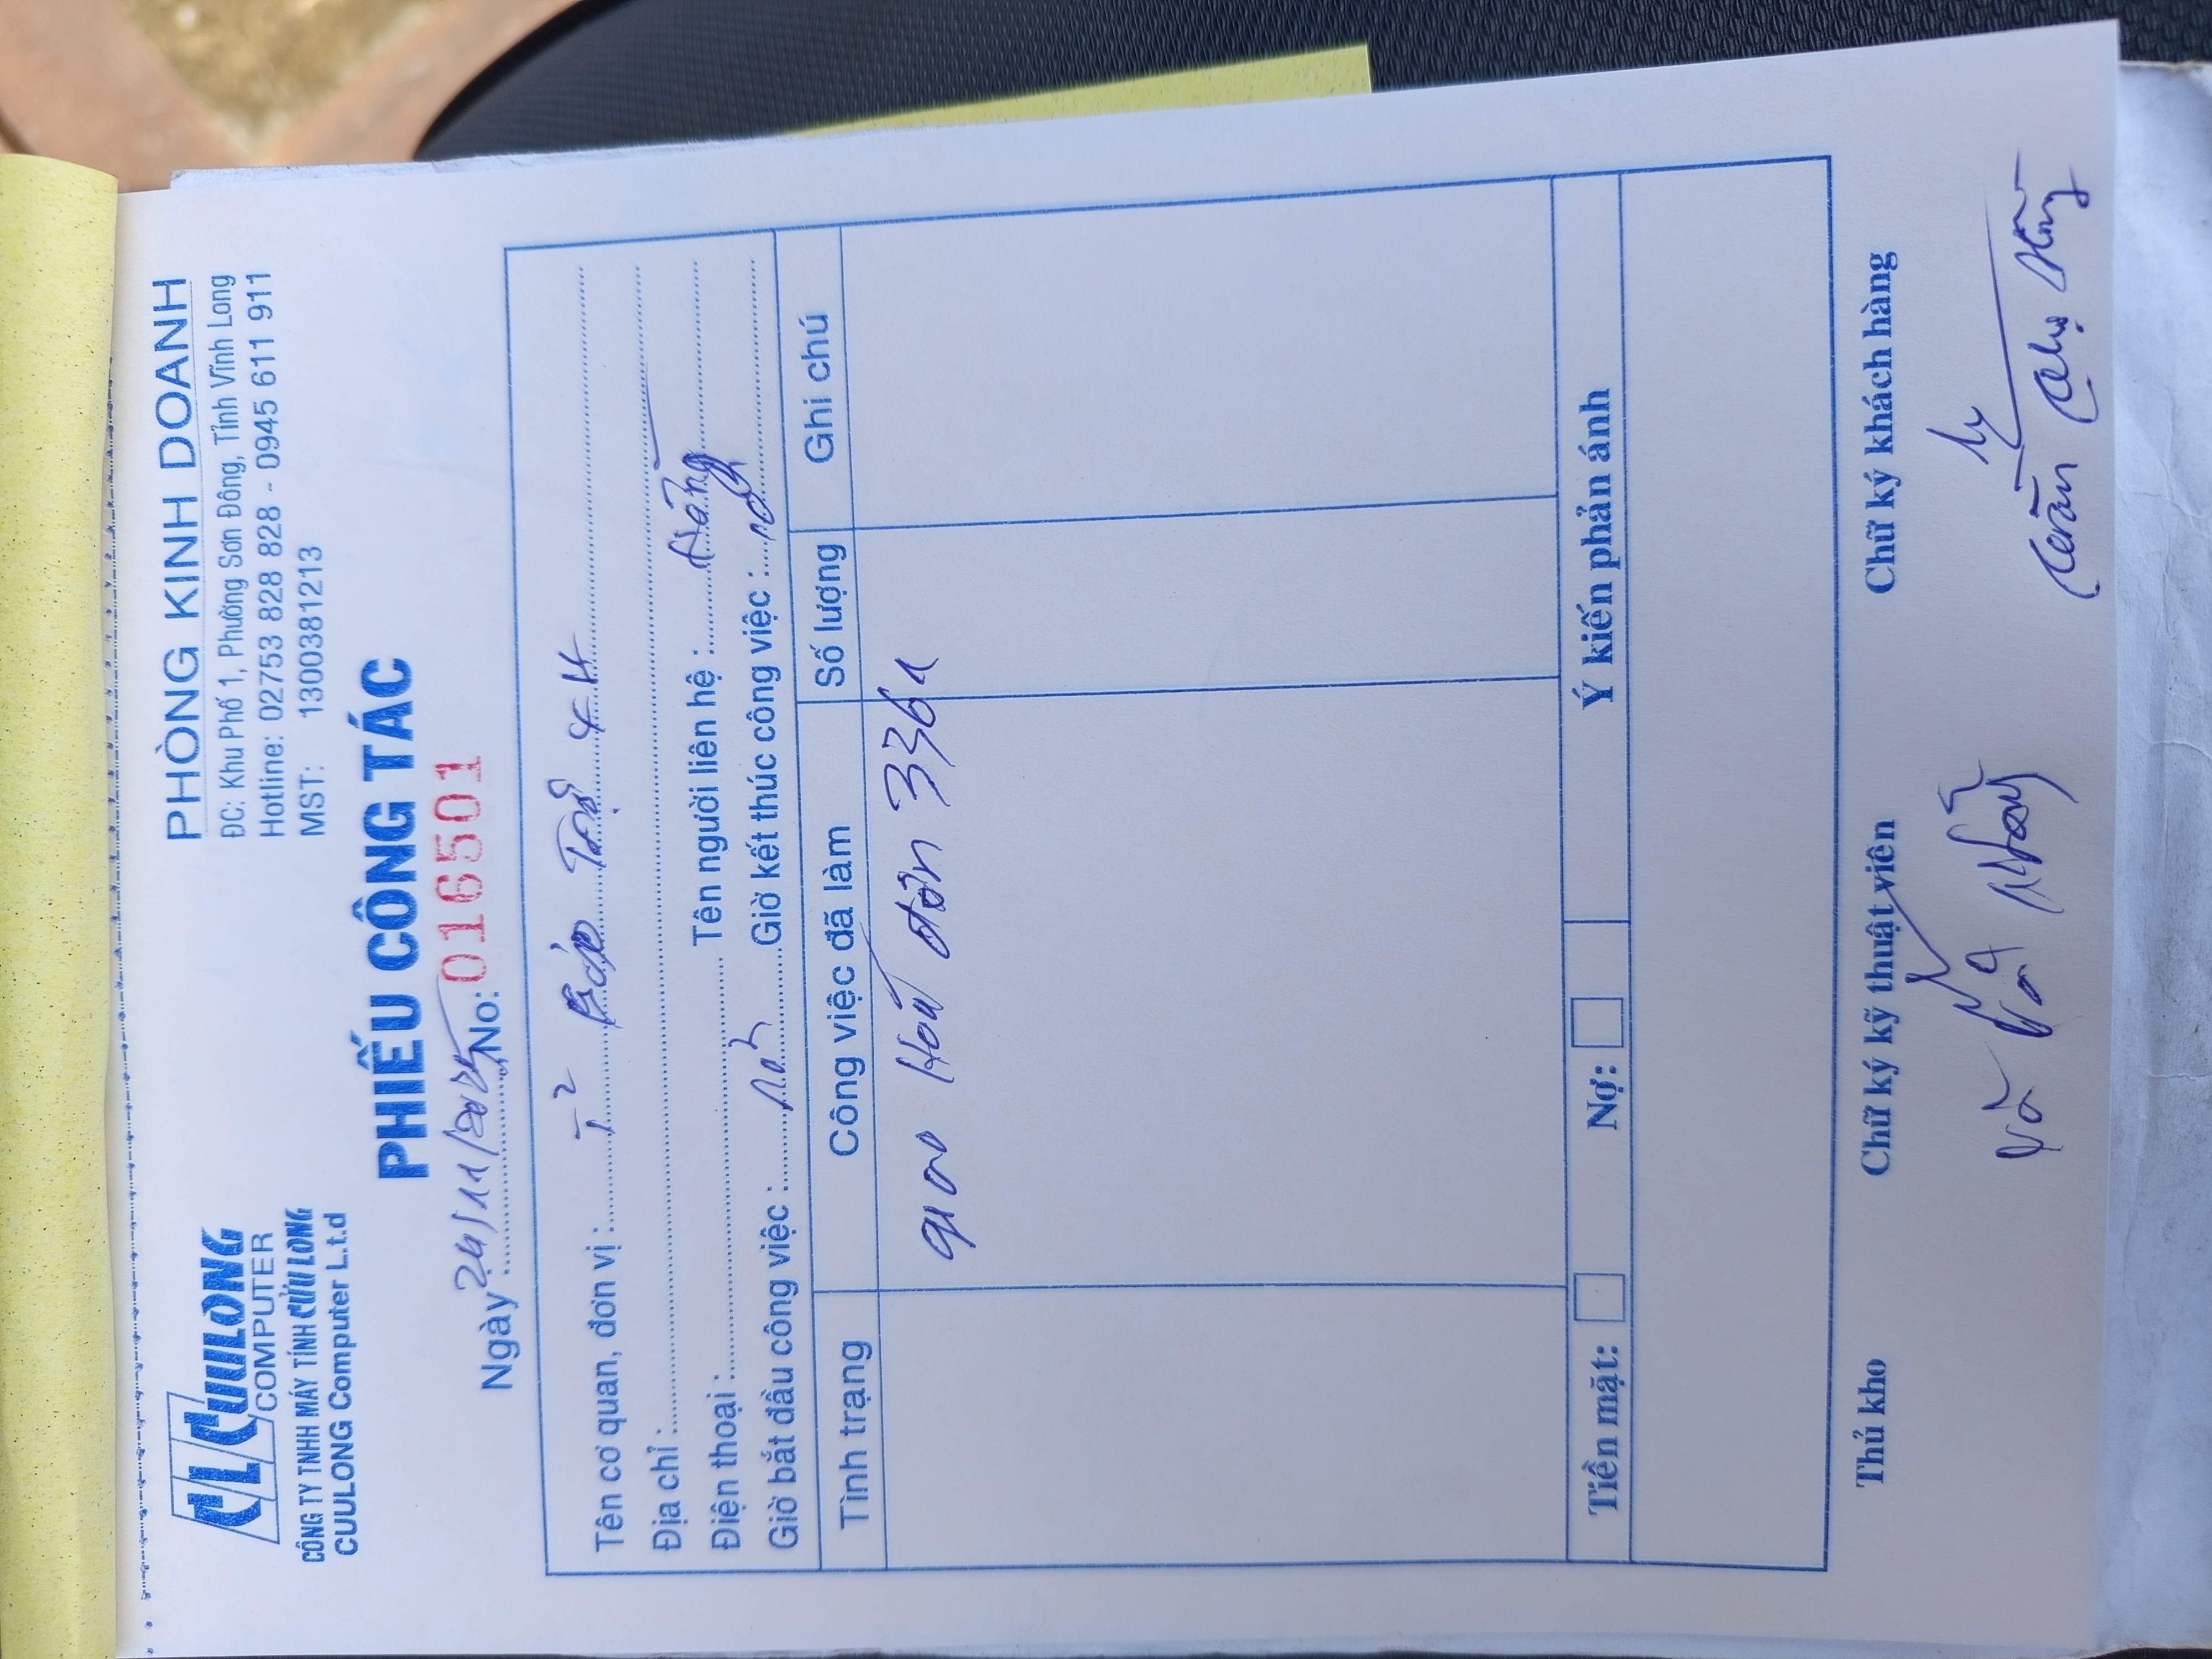 CUULONG
COMPUTER
CÔNG TY TNHH MÁY TÍNH CỬU LONG
CUULONG Computer L.t.d
PHÒNG KINH DOANH
ĐC: Khu Phố 1, Phường Sơn Đông, Tỉnh Vĩnh Long
Hotline: 02753 828 828 - 0945 611 911
MST: 1300381213
PHIẾU CÔNG TÁC
Ngày 24/11/2025 No: 016501
Tên cơ quan, đơn vị: T2
Địa chỉ:
Điện thoại: Tên người liên hệ:
Giờ bắt đầu công việc: Giờ kết thúc công việc:
Tình trạng Công việc đã làm Số lượng Ghi chú
giao Hoá đơn 3361
Tiền mặt: Nợ: Ý kiến phản ánh
Thủ kho Chữ ký kỹ thuật viên Chữ ký khách hàng